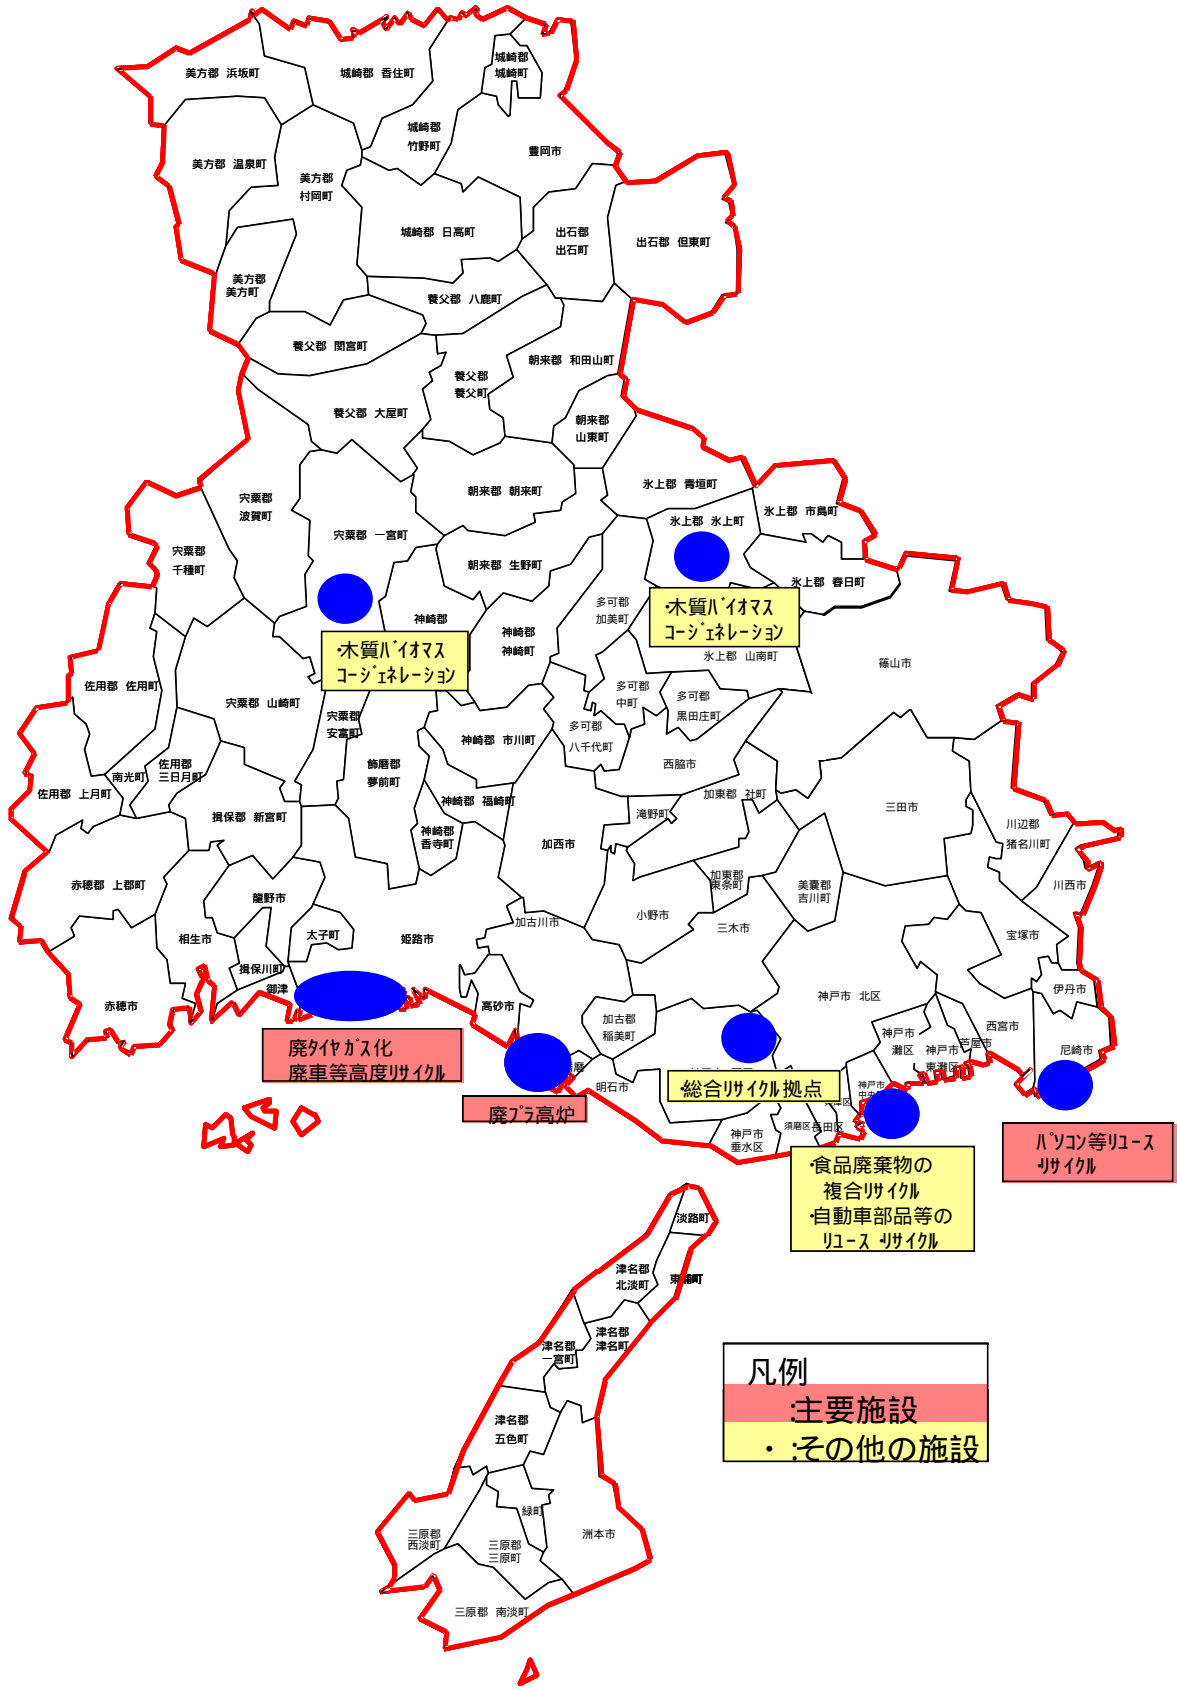 美方郡 浜坂町
城崎郡 香住町
城崎郡
城崎町
城崎郡
竹野町
豊岡市
美方郡 温泉町
美方郡
村岡町
城崎郡 日高町
出石郡
出石町
出石郡 但東町
美方郡
美方町
養父郡 八鹿町
養父郡 関宮町
朝来郡 和田山町
養父郡
養父町
養父郡 大屋町
朝来郡
山東町
宍粟郡
波賀町
朝来郡 朝来町
氷上郡 青垣町
氷上郡 市島町
氷上郡 氷上町
宍粟郡 一宮町
宍粟郡
千種町
朝来郡 生野町
氷上郡 春日町
多可郡
加美町
神崎郡
神崎郡
神崎町
・木質バイオマス
コージェネレーション
・木質バイオマス
コージェネレーション
氷上郡 山南町
篠山市
佐用郡 佐用町
宍粟郡 山崎町
宍粟郡
安富町
多可郡
中町
多可郡
黒田庄町
多可郡
八千代町
神崎郡 市川町
飾磨郡
夢前町
西脇市
佐用郡
三日月町
南光町
佐用郡 上月町
神崎郡 福崎町
加東郡 社町
滝野町
三田市
揖保郡 新宮町
神崎郡
香寺町
加西市
川辺郡
猪名川町
赤穂郡 上郡町
龍野市
加東郡
東条町
美嚢郡
吉川町
川西市
小野市
加古川市
三木市
相生市
太子町
姫路市
宝塚市
揖保川町
御津
赤穂市
高砂市
神戸市 北区
伊丹市
加古郡
稲美町
神戸市
灘区
神戸市
東灘区
芦屋市
西宮市
尼崎市
廃タイヤガス化
廃車等高度リサイクル
磨
明石市
・総合リサイクル拠点
神戸市
中央
廃プラ高炉
神戸市
垂水区
須磨区
長田区
パソコン等リユース
・リサイクル
・食品廃棄物の
複合リサイクル
・自動車部品等の
リユース・リサイクル
淡路町
津名郡
北淡町
東浦町
津名郡
津名町
津名郡
一宮町
凡例
:主要施設
・ :その他の施設
津名郡
五色町
緑町
三原郡
西淡町
三原郡
三原町
洲本市
三原郡 南淡町